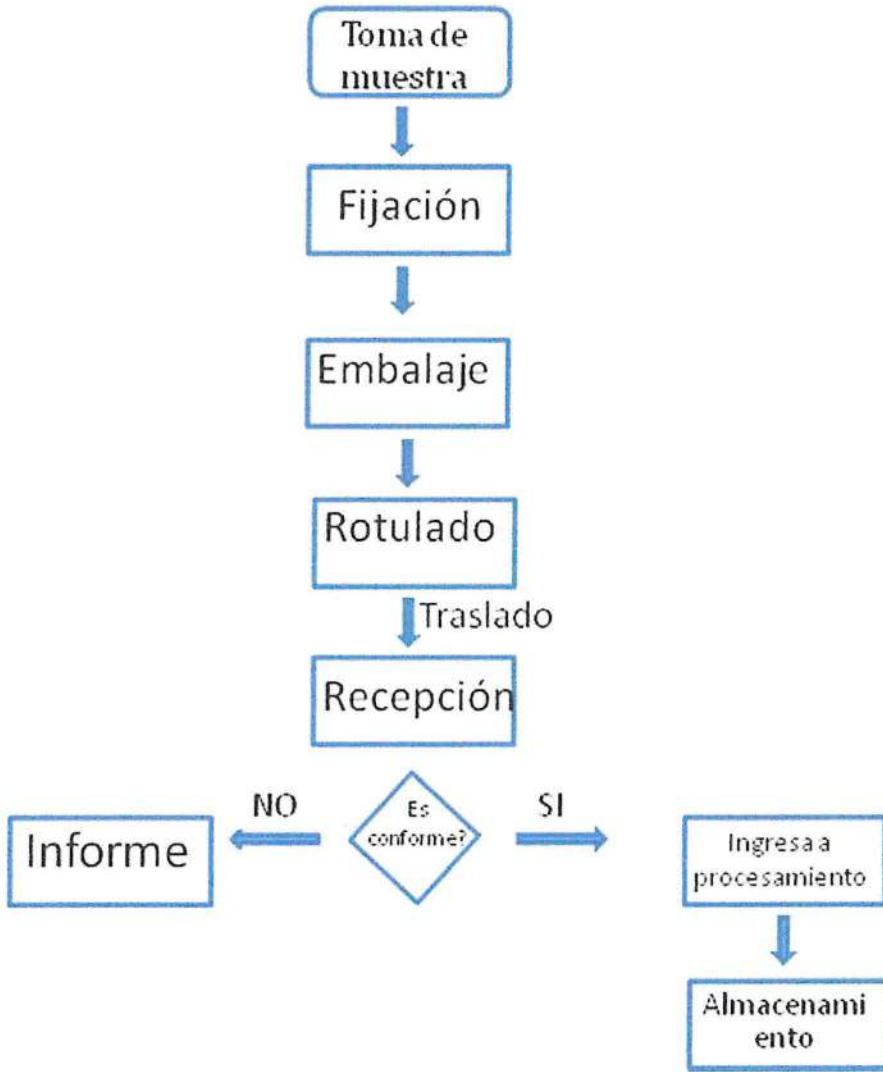 Toma de
muestra
Fijación
Embalaje
Rotulado
Traslado
Recepción
NO
Es
conforme?
SI
Informe
Ingresa a
procesamiento
Almacenami
ento